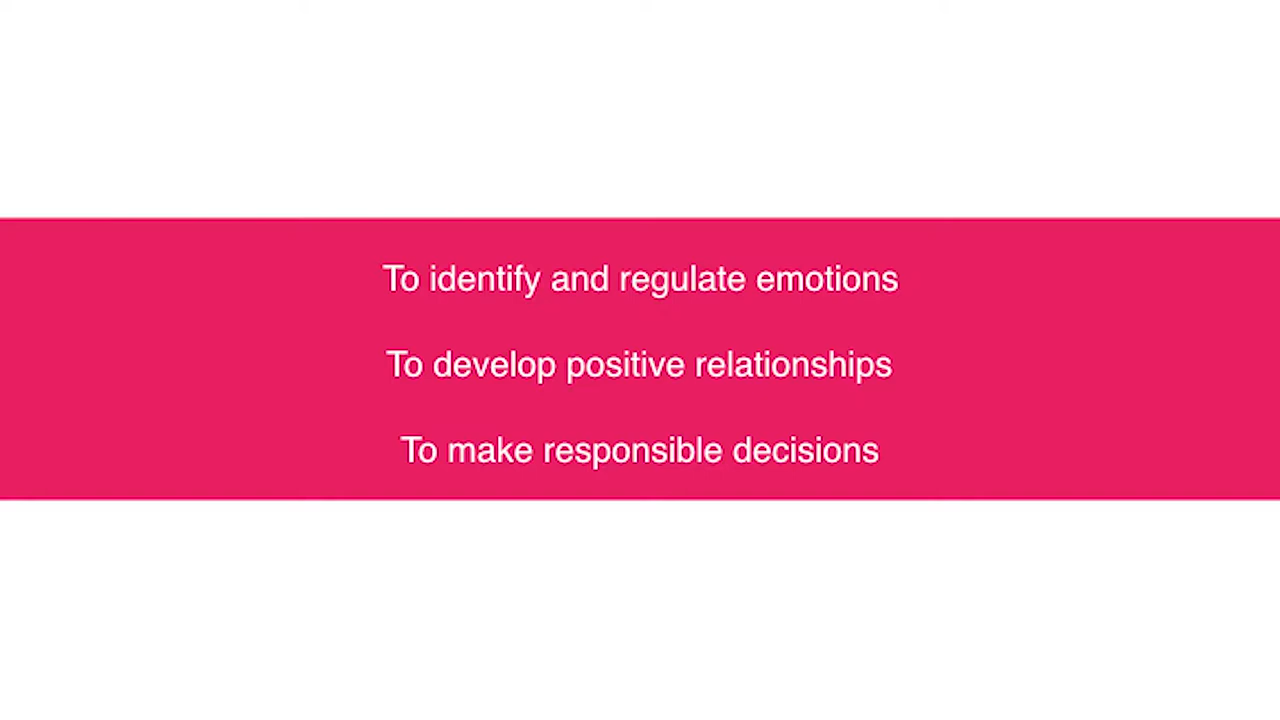 To identify and regulate emotions
To develop positive relationships
To make responsible decisions